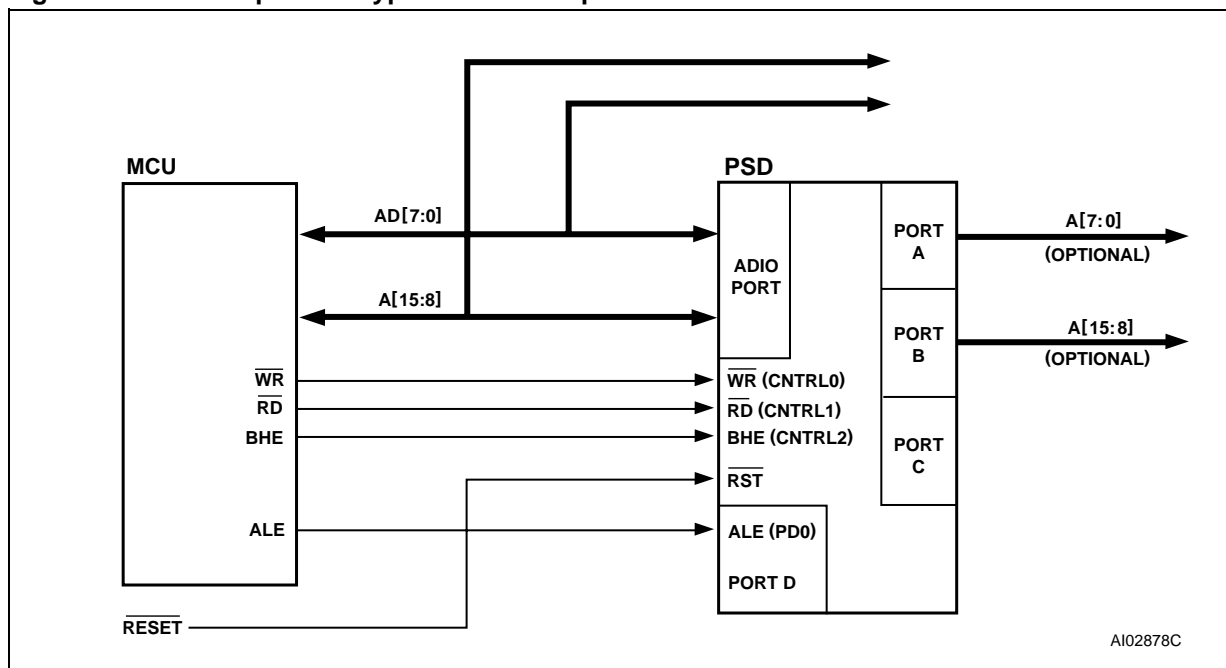 MCU
PSD
AD[7:0]
A[15:8]
ADIO
PORT
PORT
A
A[7:0]
(OPTIONAL)
PORT
B
A[15:8]
(OPTIONAL)
PORT
C
WR
RD
BHE
ALE
WR (CNTRL0)
RD (CNTRL1)
BHE (CNTRL2)
RST
ALE (PD0)
PORT D
RESET
AI02878C